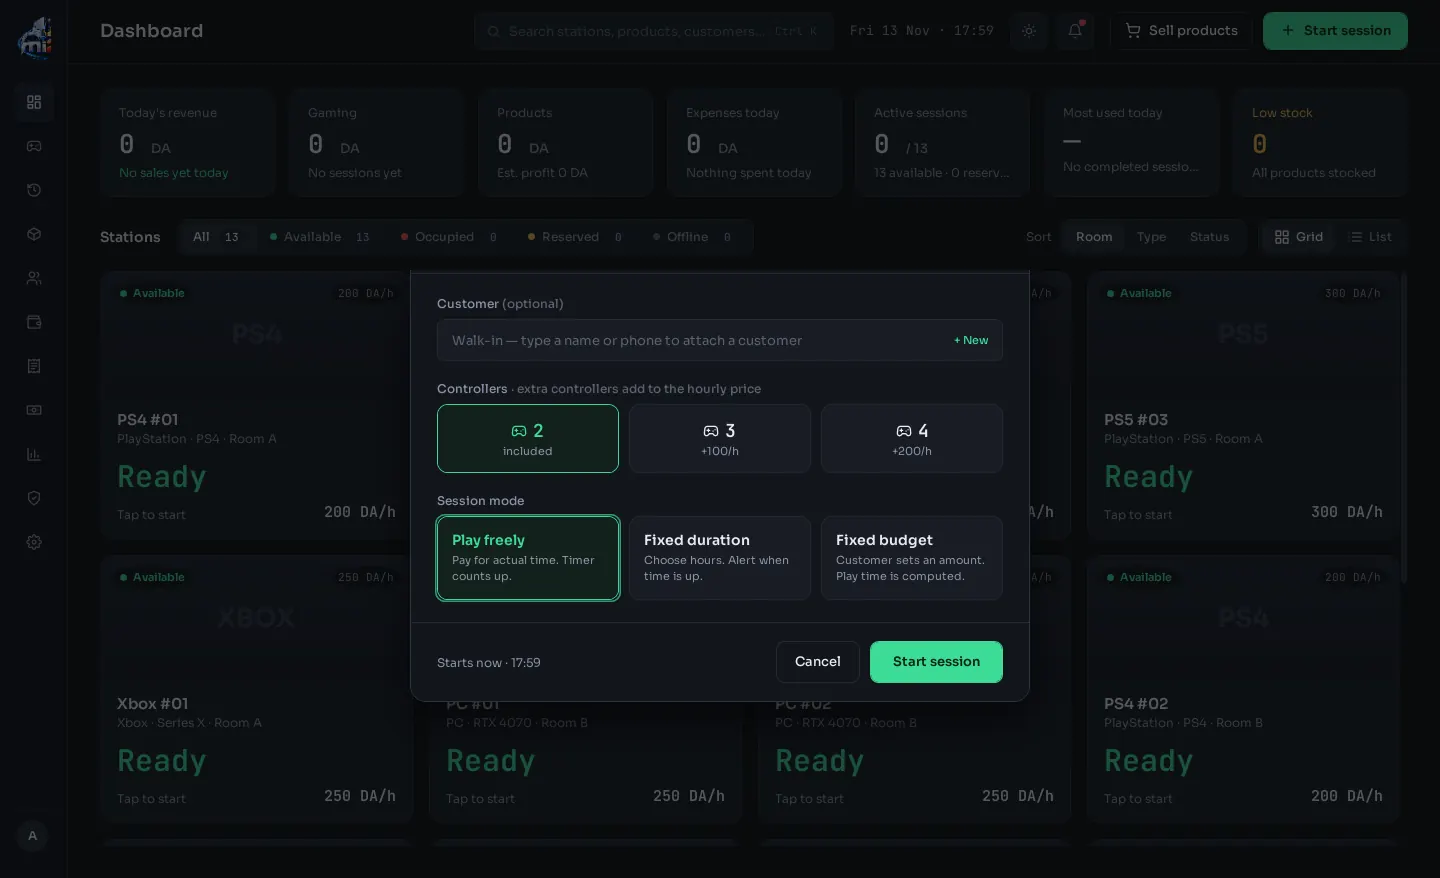 Dashboard
Search stations, products, customers... Ctrl K
Fri 13 Nov · 17:59
Sell products
+ Start session
Today's revenue
0 DA
No sales yet today
Gaming
0 DA
No sessions yet
Products
0 DA
Est. profit 0 DA
Expenses today
0 DA
Nothing spent today
Active sessions
0 / 13
13 available · 0 reserv...
Most used today
—
No completed sessio...
Low stock
0
All products stocked
Stations
All 13
Available 13
Occupied 0
Reserved 0
Offline 0
Sort
Room
Type
Status
Grid
List
Available
200 DA/h
PS4
PS4 #01
PlayStation · PS4 · Room A
Ready
Tap to start
200 DA/h
A/h
A/h
Available
300 DA/h
PS5
PS5 #03
PlayStation · PS5 · Room A
Ready
Tap to start
300 DA/h
Customer (optional)
Walk-in — type a name or phone to attach a customer
+ New
Controllers · extra controllers add to the hourly price
2
included
3
+100/h
4
+200/h
Session mode
Play freely
Pay for actual time. Timer
counts up.
Fixed duration
Choose hours. Alert when
time is up.
Fixed budget
Customer sets an amount.
Play time is computed.
Starts now · 17:59
Cancel
Start session
Available
250 DA/h
XBOX
Xbox #01
Xbox · Series X · Room A
Ready
Tap to start
250 DA/h
PC #01
PC · RTX 4070 · Room B
Ready
Tap to start
250 DA/h
A/h
PC #02
PC · RTX 4070 · Room B
Ready
Tap to start
250 DA/h
Available
200 DA/h
PS4
PS4 #02
PlayStation · PS4 · Room B
Ready
Tap to start
200 DA/h
A